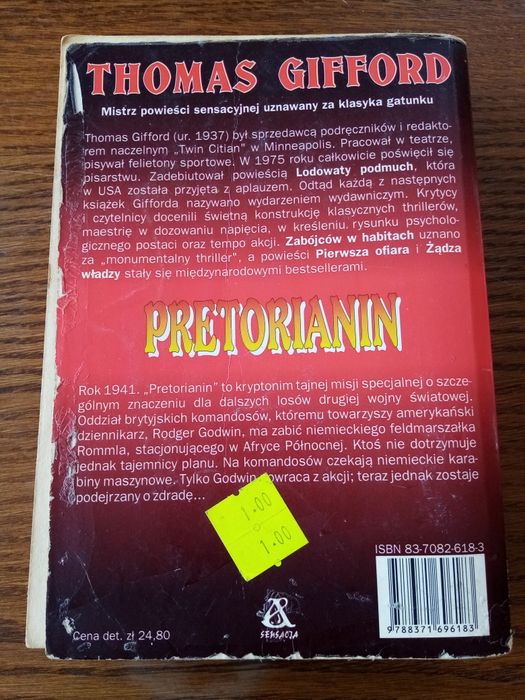 THOMAS GIFFORD
Mistrz powieści sensacyjnej uznawany za klasyka gatunku
Thomas Gifford (ur. 1937) był sprzedawcą podręczników i redakto-
rem naczelnym „Twin Citian" w Minneapolis. Pracował w teatrze,
pisywał felietony sportowe. W 1975 roku całkowicie poświęcił się
pisarstwu. Zadebiutował powieścią Lodowaty podmuch, która
w USA została przyjęta z aplauzem. Odtąd każdą z następnych
książek Gifforda nazywano wydarzeniem wydawniczym. Krytycy
i czytelnicy docenili świetną konstrukcję klasycznych thrillerów,
maestrię w dozowaniu napięcia, w kreśleniu rysunku psycholo-
gicznego postaci oraz tempo akcji. Zabójców w habitach uznano
za „monumentalny thriller", a powieści Pierwsza ofiara i Żądza
władzy stały się międzynarodowymi bestsellerami.
PRETORIANIN
Rok 1941. „Pretorianin" to kryptonim tajnej misji specjalnej o szcze-
gólnym znaczeniu dla dalszych losów drugiej wojny światowej.
Oddział brytyjskich komandosów, któremu towarzyszy amerykański
dziennikarz, Rodger Godwin, ma zabić niemieckiego feldmarszałka
Rommla, stacjonującego w Afryce Północnej. Ktoś nie dotrzymuje
jednak tajemnicy planu. Na komandosów czekają niemieckie kara-
biny maszynowe. Tylko Godwin powraca z akcji; teraz jednak zostaje
podejrzany o zdradę...
1.00
1.00
ISBN 83-7082-618-3
9788371696183
SENSACJA
Cena det. zł 24,80